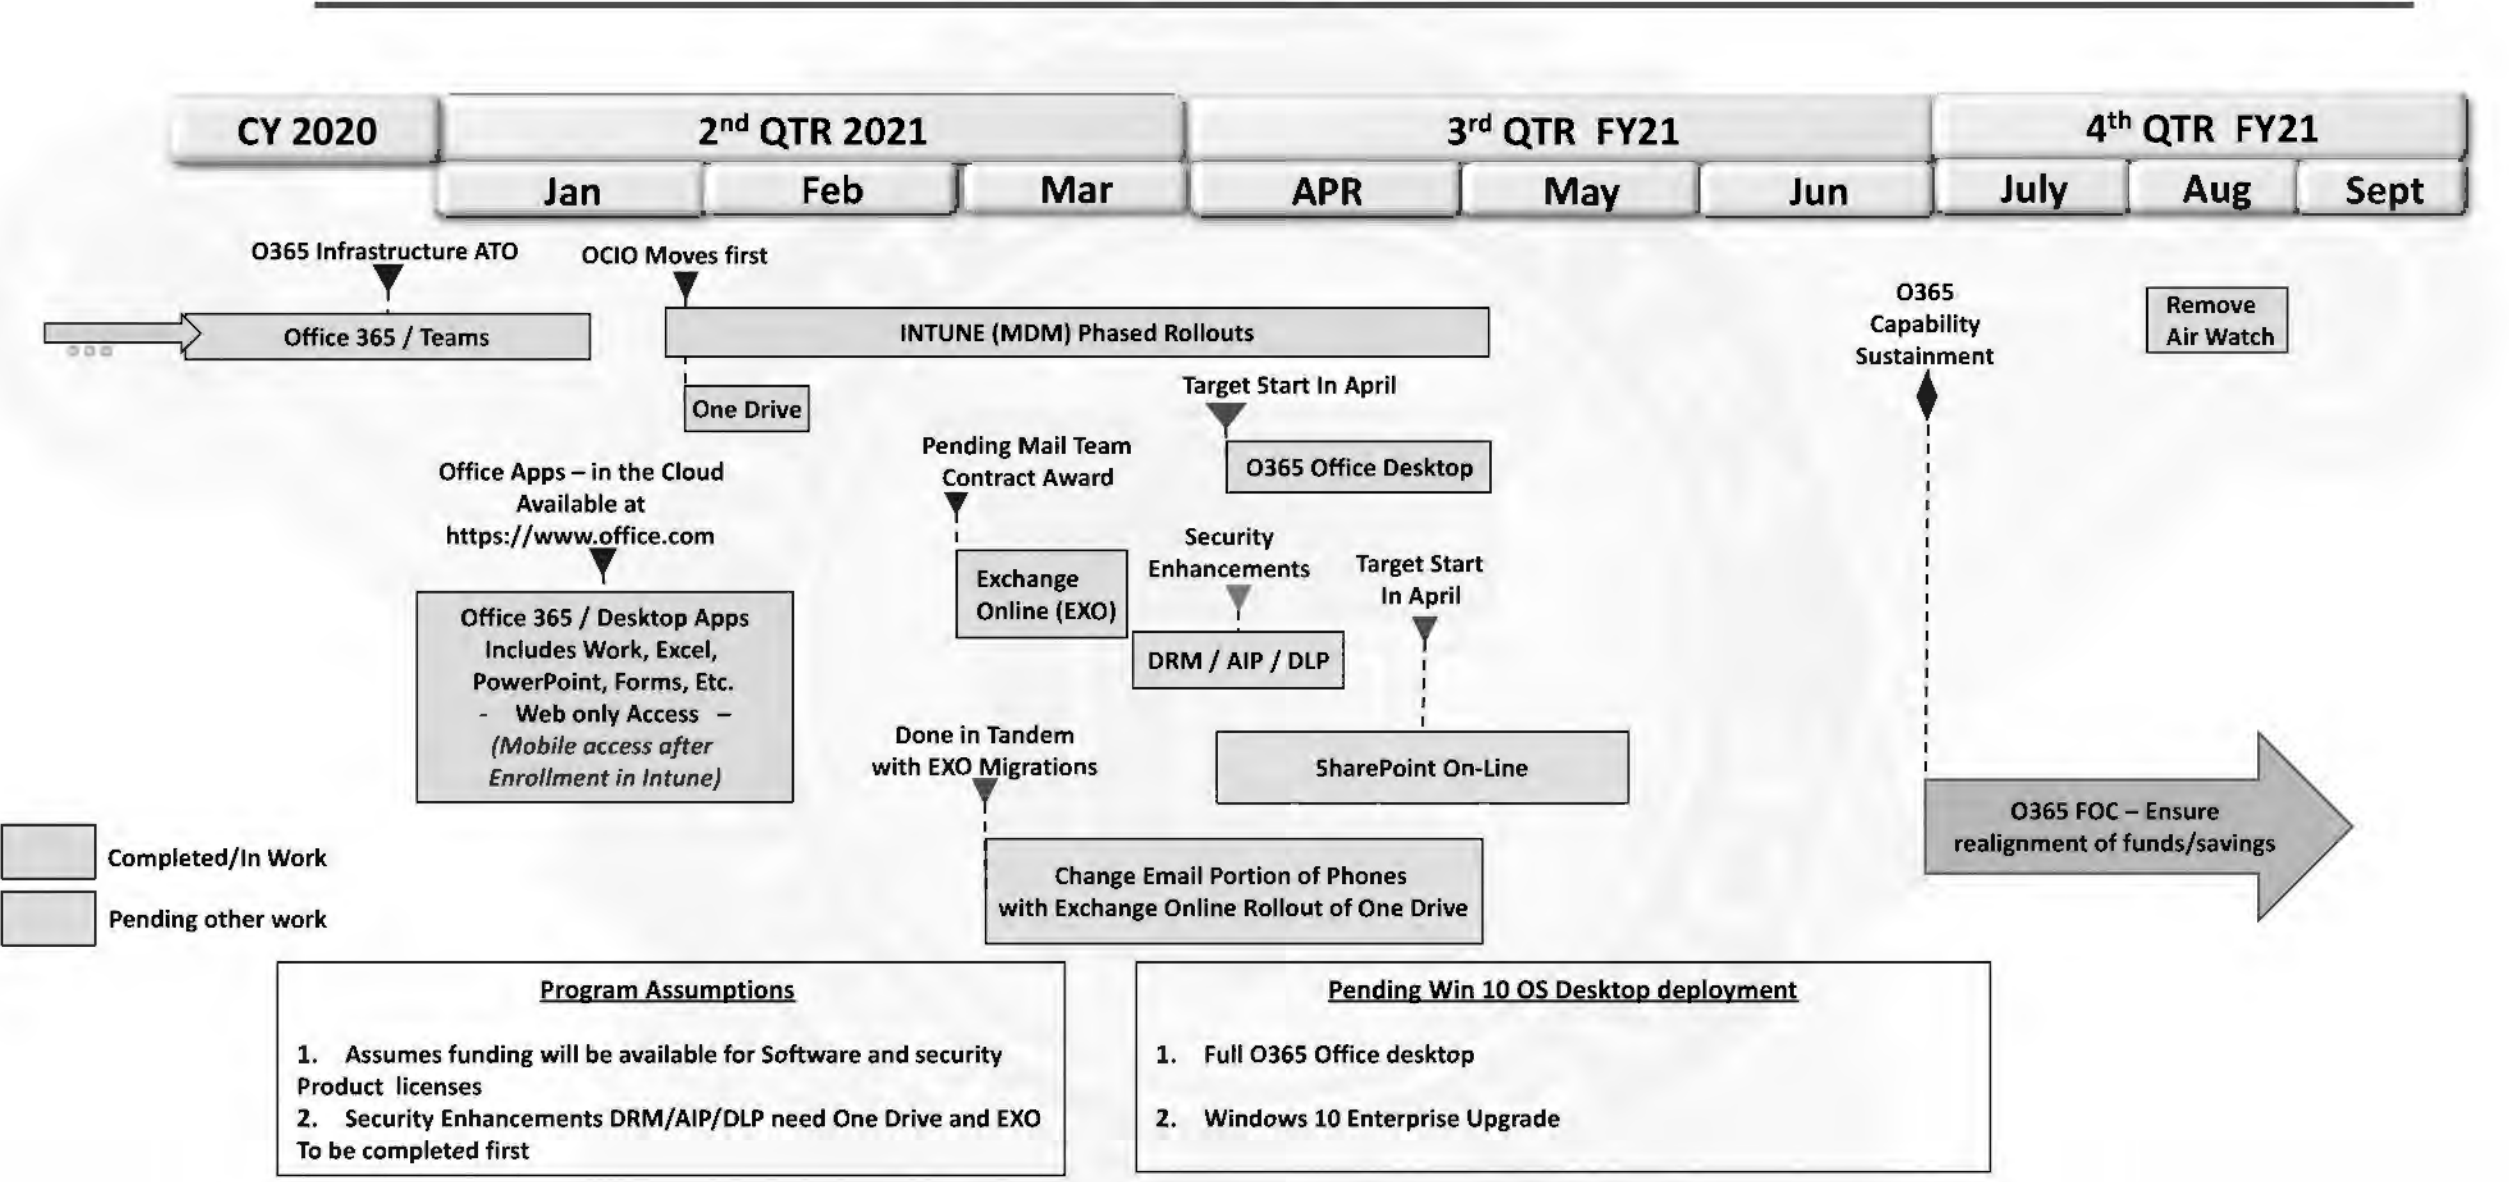 CY 2020
2nd QTR 2021
3rd QTR FY21
4th QTR FY21
Jan
Feb
Mar
APR
May
Jun
July
Aug
Sept
O365 Infrastructure ATO
Office 365 / Teams
OCIO Moves first
INTUNE (MDM) Phased Rollouts
One Drive
O365
Capability
Sustainment
Remove
Air Watch
Target Start In April
O365 Office Desktop
Pending Mail Team
Contract Award
Exchange
Online (EXO)
Office Apps – in the Cloud
Available at
https://www.office.com
Office 365 / Desktop Apps
Includes Work, Excel,
PowerPoint, Forms, Etc.
- Web only Access –
(Mobile access after
Enrollment in Intune)
Security
Enhancements
DRM / AIP / DLP
Target Start
In April
SharePoint On-Line
Done in Tandem
with EXO Migrations
Change Email Portion of Phones
with Exchange Online Rollout of One Drive
O365 FOC – Ensure
realignment of funds/savings
Completed/In Work
Pending other work
Program Assumptions
1. Assumes funding will be available for Software and security
Product licenses
2. Security Enhancements DRM/AIP/DLP need One Drive and EXO
To be completed first
Pending Win 10 OS Desktop deployment
1. Full O365 Office desktop
2. Windows 10 Enterprise Upgrade